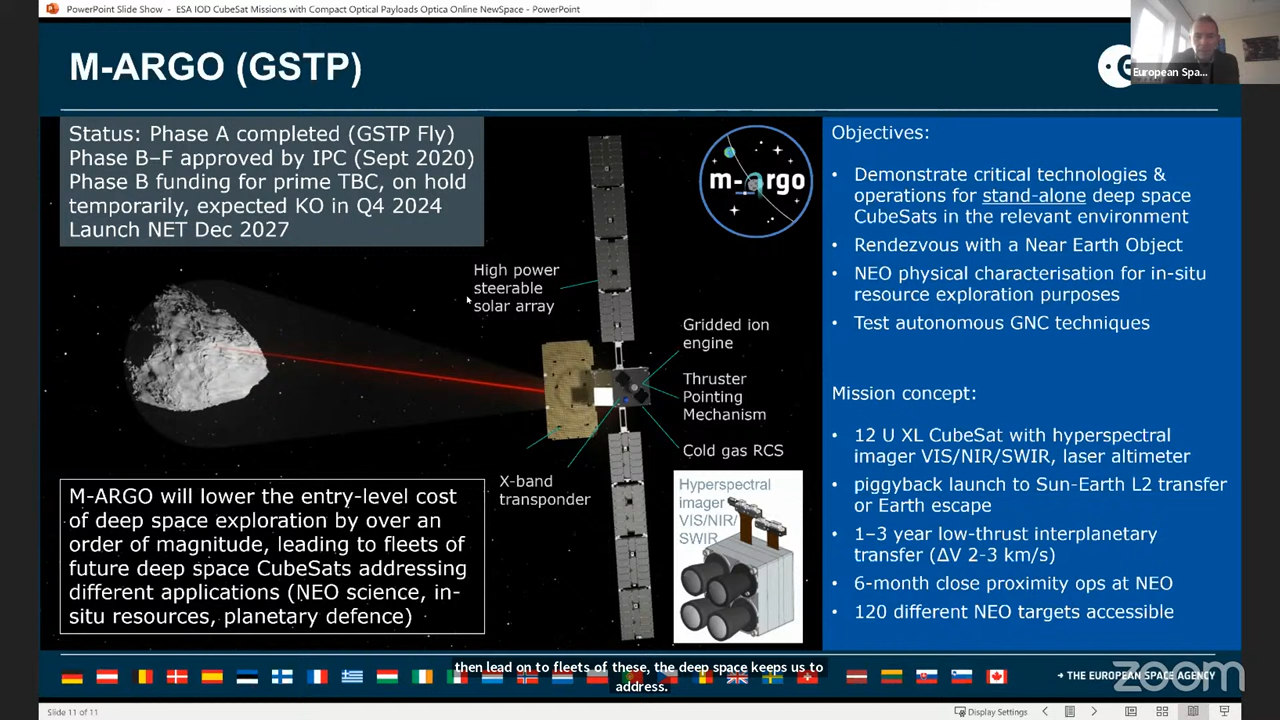 PowerPoint Slide Show - ESA IOD CubeSat Missions with Compact Optical Payloads Optica Online NewSpace - PowerPoint
M-ARGO (GSTP)
European Spa...
Status: Phase A completed (GSTP Fly)
Phase B–F approved by IPC (Sept 2020)
Phase B funding for prime TBC, on hold
temporarily, expected KO in Q4 2024
Launch NET Dec 2027
m-argo
High power
steerable
solar array
Gridded ion
engine
Thruster
Pointing
Mechanism
Cold gas RCS
X-band
transponder
Hyperspectral
imager
VIS/NIR/
SWIR
M-ARGO will lower the entry-level cost
of deep space exploration by over an
order of magnitude, leading to fleets of
future deep space CubeSats addressing
different applications (NEO science, in-
situ resources, planetary defence)
Objectives:
• Demonstrate critical technologies &
operations for stand-alone deep space
CubeSats in the relevant environment
• Rendezvous with a Near Earth Object
• NEO physical characterisation for in-situ
resource exploration purposes
• Test autonomous GNC techniques
Mission concept:
• 12 U XL CubeSat with hyperspectral
imager VIS/NIR/SWIR, laser altimeter
• piggyback launch to Sun-Earth L2 transfer
or Earth escape
• 1–3 year low-thrust interplanetary
transfer (ΔV 2-3 km/s)
• 6-month close proximity ops at NEO
• 120 different NEO targets accessible
then lead on to fleets of these, the deep space keeps us to
address.
→ THE EUROPEAN SPACE AGENCY
zoom
Slide 11 of 11
Display Settings